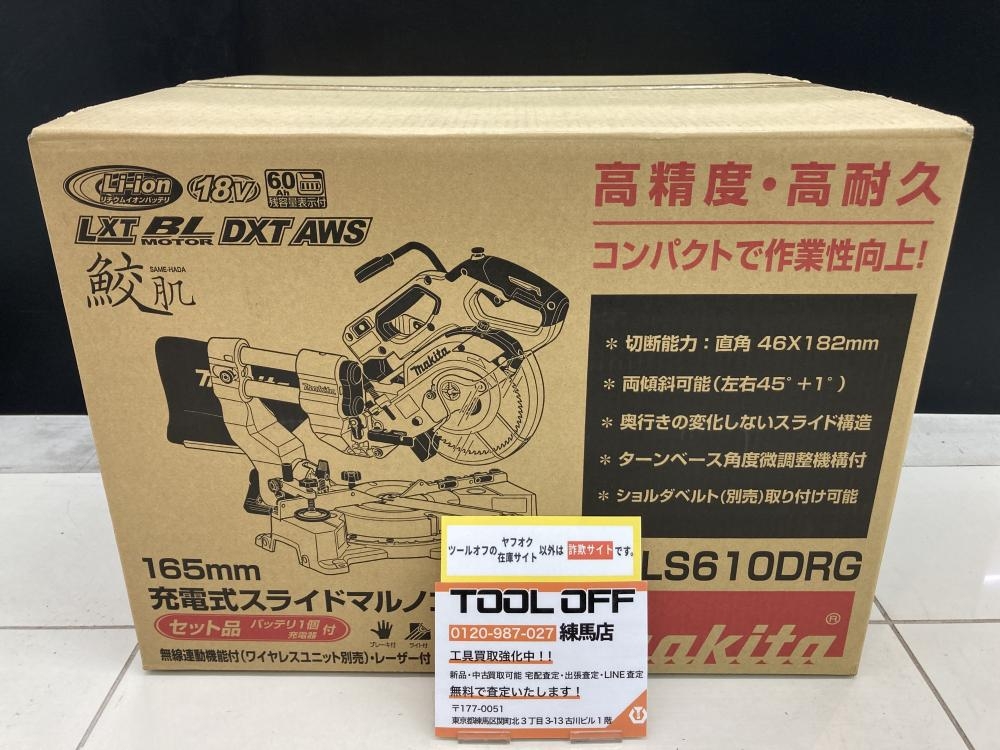 Li-ion
リチウムイオンバッテリ
18V
6.0
Ah
残容量表示付
LXT BL MOTOR DXT AWS
鮫肌
SAME-HADA
高精度・高耐久
コンパクトで作業性向上!
＊ 切断能力：直角 46X182mm
＊ 両傾斜可能(左右45°+1°)
＊ 奥行きの変化しないスライド構造
＊ ターンベース角度微調整機構付
＊ ショルダベルト(別売)取り付け可能
makita
Makita
165mm
充電式スライドマルノコ
セット品 バッテリ1個 充電器 付
ブレーキ付
ライト付
無線連動機能付(ワイヤレスユニット別売)・レーザー付
LS610DRG
makita®
ツールオフの ヤフオク 在庫サイト 以外は 詐欺サイト です。
TOOL OFF
0120-987-027 練馬店
工具買取強化中！！
新品・中古買取可能 宅配査定・出張査定・LINE査定
無料で査定いたします！
〒177-0051
東京都練馬区関町北３丁目 3-13 古川ビル１階